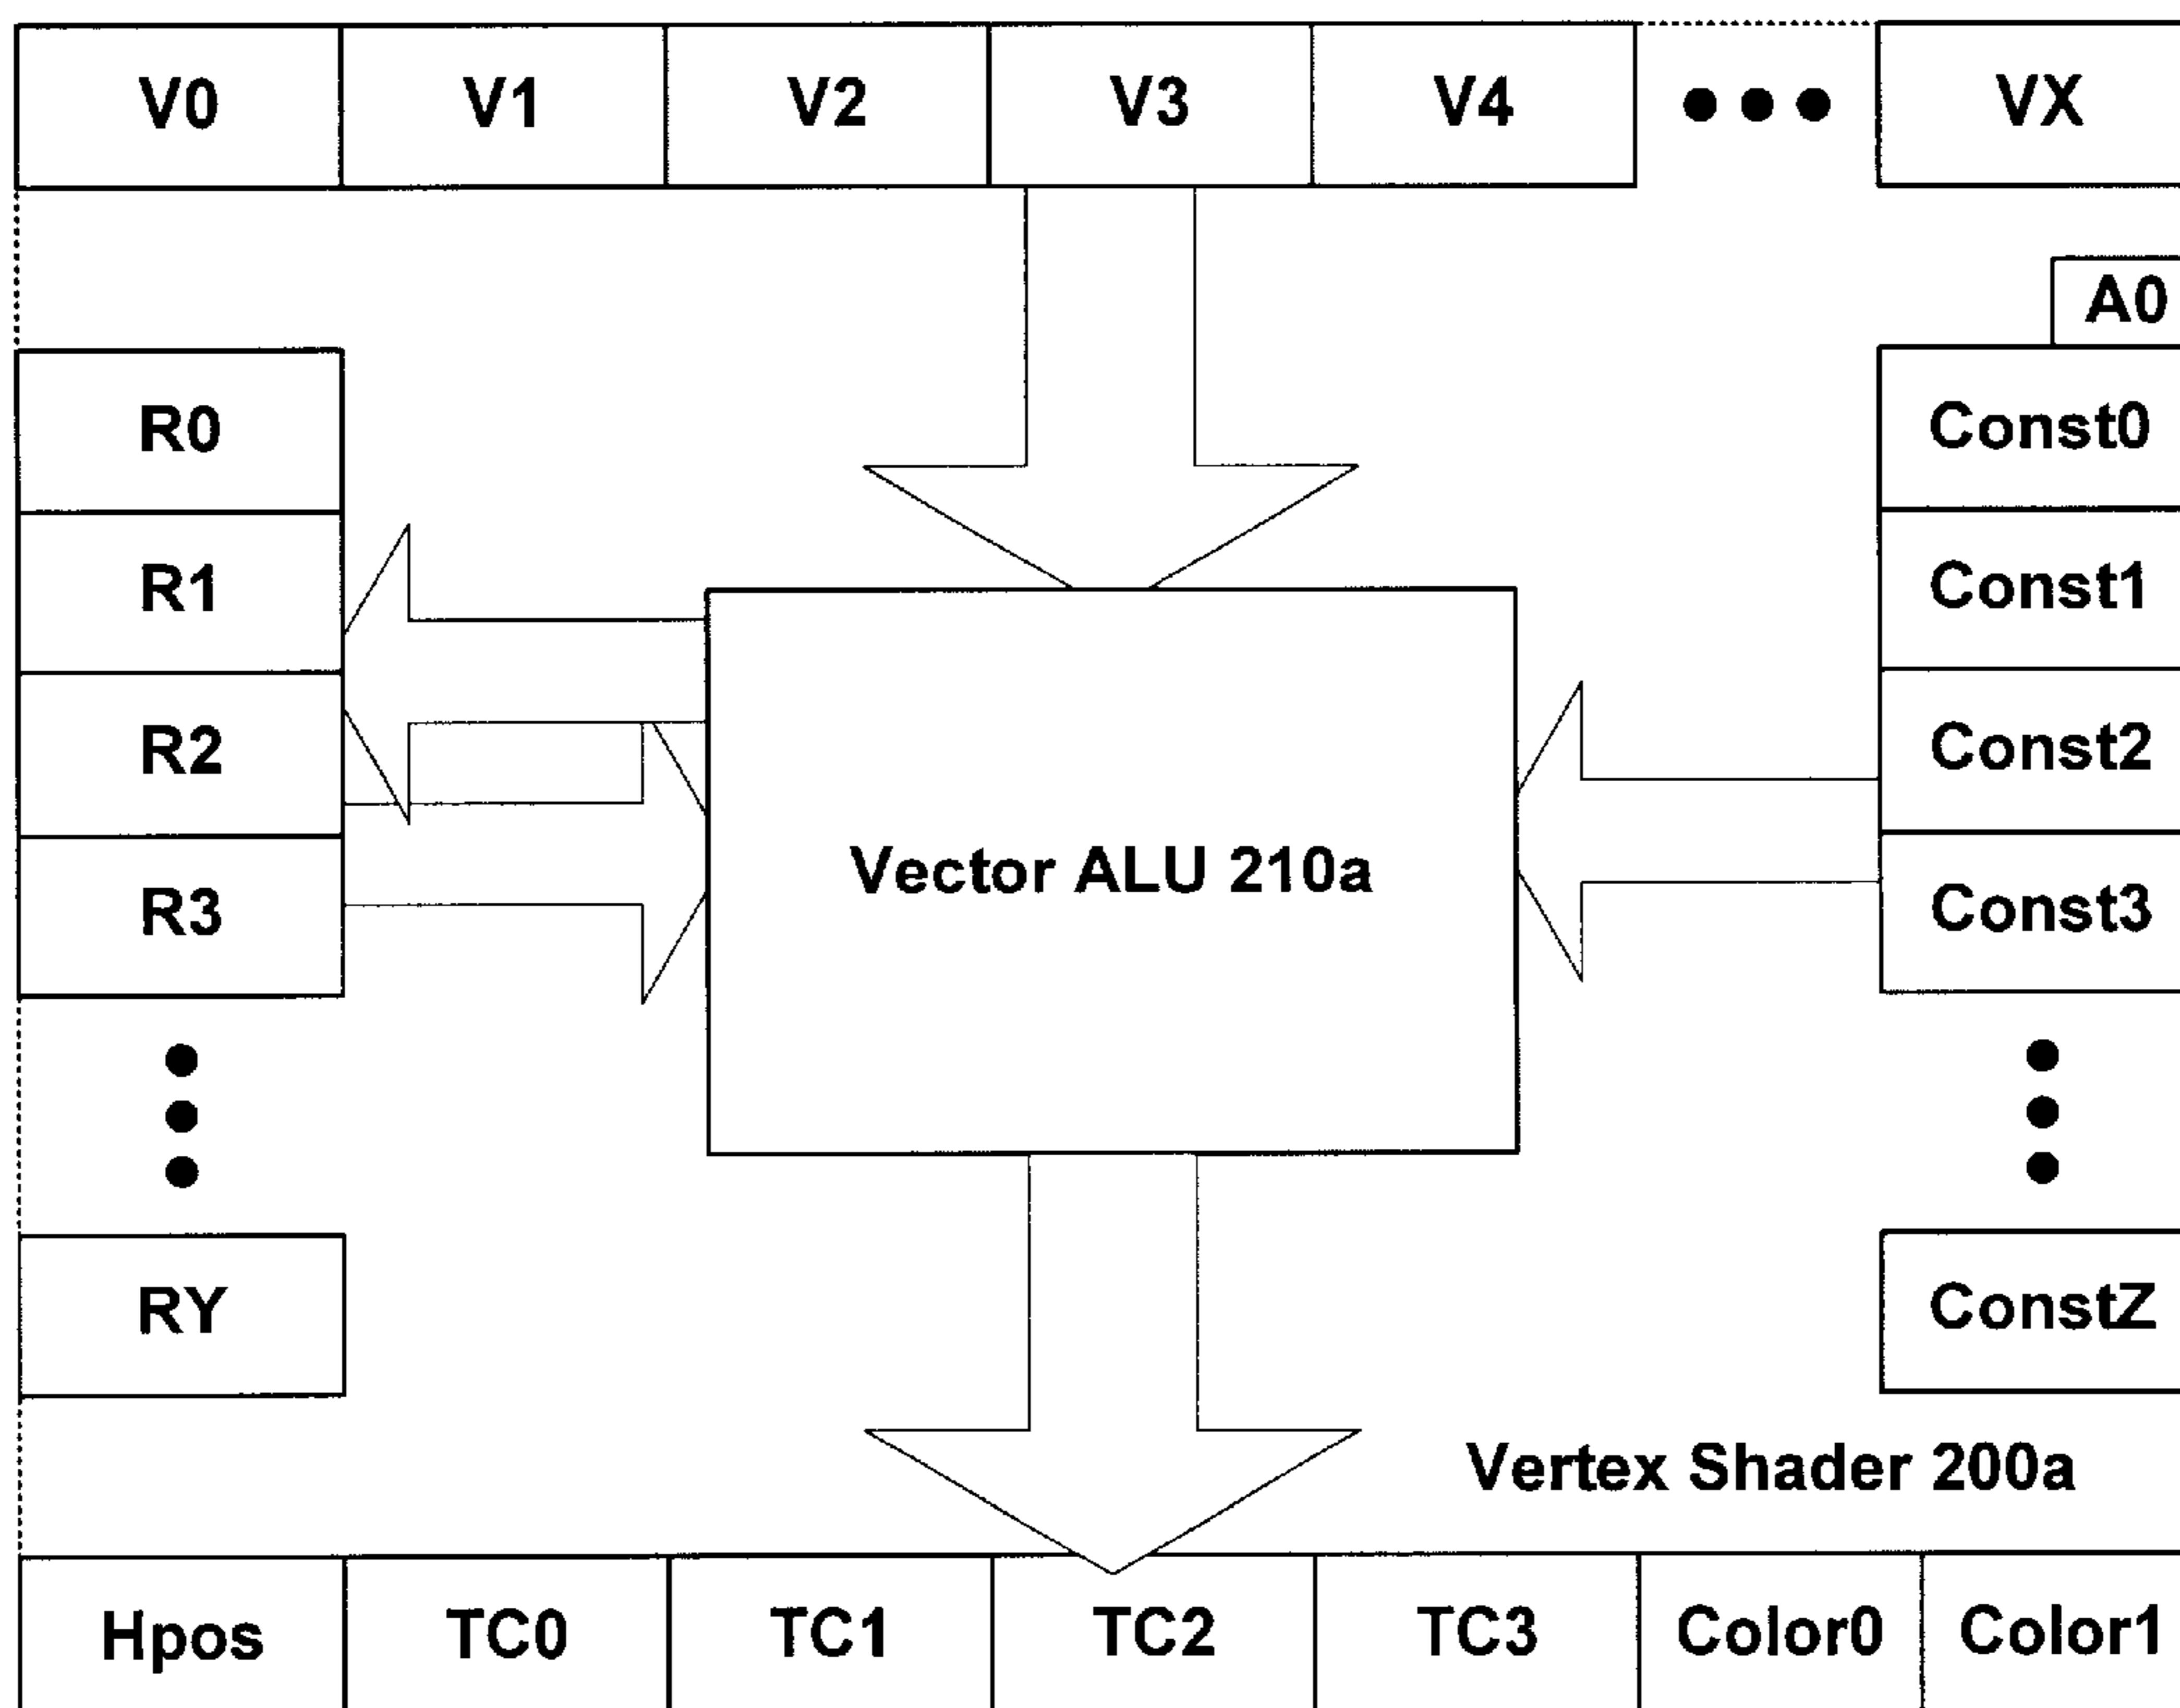 V0 V1 V2 V3 V4 ●●● VX
A0
R0 Const0
R1 Const1
R2 Const2
Vector ALU 210a
R3 Const3
RY ConstZ
Vertex Shader 200a
Hpos TC0 TC1 TC2 TC3 Color0 Color1